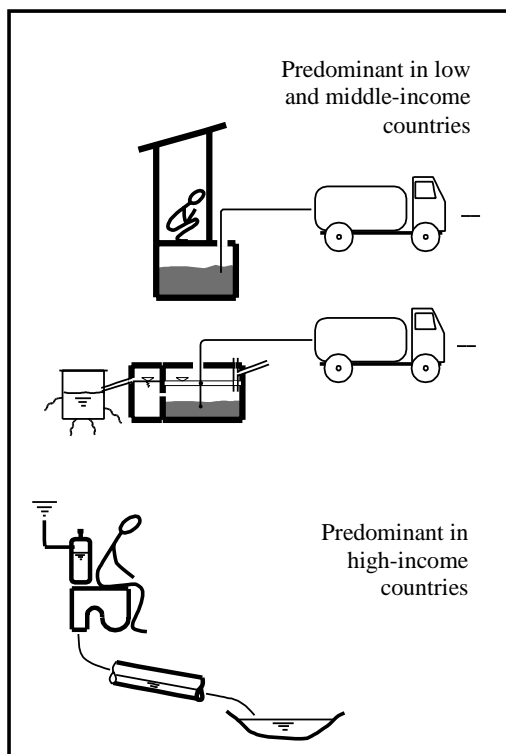 Predominant in low
and middle-income
countries
Predominant in
high-income
countries